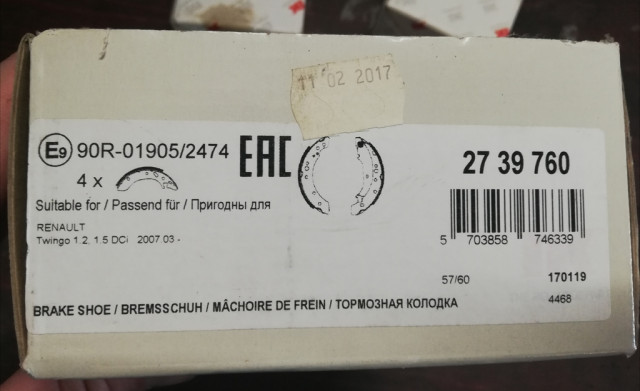 11 02 2017
E9 90R-01905/2474 EAC
27 39 760
4 x
Suitable for / Passend für / Пригодны для
RENAULT
Twingo 1.2, 1.5 DCi 2007.03 -
5 703858 746339
57/60 170119
4468
BRAKE SHOE / BREMSSCHUH / MÂCHOIRE DE FREIN / ТОРМОЗНАЯ КОЛОДКА